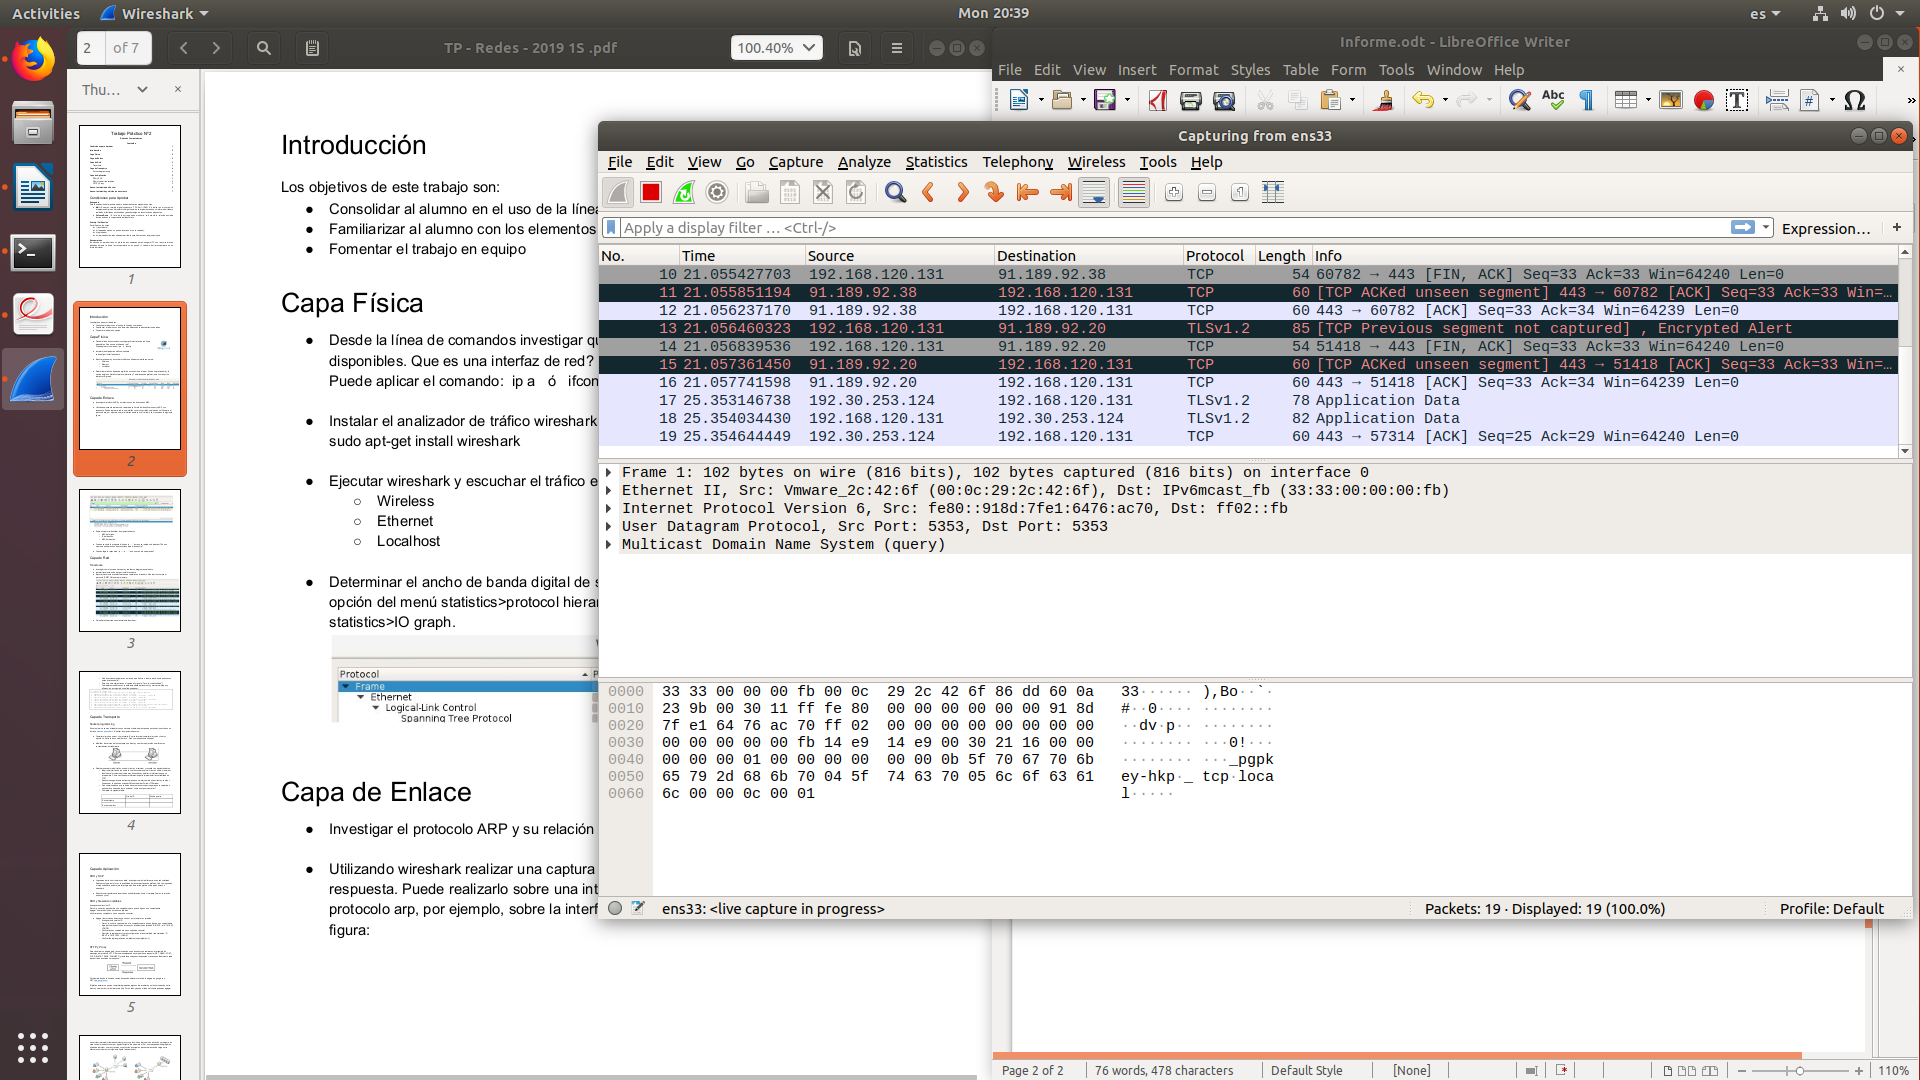 Activities
Wireshark
Mon 20:39
es
2 of 7
TP - Redes - 2019 1S .pdf
100.40%
Informe.odt - LibreOffice Writer
File Edit View Insert Format Styles Table Form Tools Window Help
Thu...
1
2
3
4
5
Introducción
Los objetivos de este trabajo son:
● Consolidar al alumno en el uso de la línea
● Familiarizar al alumno con los elementos
● Fomentar el trabajo en equipo
Capa Física
● Desde la línea de comandos investigar qu
disponibles. Que es una interfaz de red?
Puede aplicar el comando: ip a ó ifcon
● Instalar el analizador de tráfico wireshark
sudo apt-get install wireshark
● Ejecutar wireshark y escuchar el tráfico e
○ Wireless
○ Ethernet
○ Localhost
● Determinar el ancho de banda digital de s
opción del menú statistics>protocol hierar
statistics>IO graph.
Protocol
Frame
Ethernet
Logical-Link Control
Spanning Tree Protocol
Capa de Enlace
● Investigar el protocolo ARP y su relación
● Utilizando wireshark realizar una captura
respuesta. Puede realizarlo sobre una int
protocolo arp, por ejemplo, sobre la interf
figura:
Capturing from ens33
File Edit View Go Capture Analyze Statistics Telephony Wireless Tools Help
Apply a display filter … <Ctrl-/>
Expression… +
No. Time Source Destination Protocol Length Info
10 21.055427703 192.168.120.131 91.189.92.38 TCP 54 60782 → 443 [FIN, ACK] Seq=33 Ack=33 Win=64240 Len=0
11 21.055851194 91.189.92.38 192.168.120.131 TCP 60 [TCP ACKed unseen segment] 443 → 60782 [ACK] Seq=33 Ack=33 Win=…
12 21.056237170 91.189.92.38 192.168.120.131 TCP 60 443 → 60782 [ACK] Seq=33 Ack=34 Win=64239 Len=0
13 21.056460323 192.168.120.131 91.189.92.20 TLSv1.2 85 [TCP Previous segment not captured] , Encrypted Alert
14 21.056839536 192.168.120.131 91.189.92.20 TCP 54 51418 → 443 [FIN, ACK] Seq=33 Ack=33 Win=64240 Len=0
15 21.057361450 91.189.92.20 192.168.120.131 TCP 60 [TCP ACKed unseen segment] 443 → 51418 [ACK] Seq=33 Ack=33 Win=…
16 21.057741598 91.189.92.20 192.168.120.131 TCP 60 443 → 51418 [ACK] Seq=33 Ack=34 Win=64239 Len=0
17 25.353146738 192.30.253.124 192.168.120.131 TLSv1.2 78 Application Data
18 25.354034430 192.168.120.131 192.30.253.124 TLSv1.2 82 Application Data
19 25.354644449 192.30.253.124 192.168.120.131 TCP 60 443 → 57314 [ACK] Seq=25 Ack=29 Win=64240 Len=0
Frame 1: 102 bytes on wire (816 bits), 102 bytes captured (816 bits) on interface 0
Ethernet II, Src: Vmware_2c:42:6f (00:0c:29:2c:42:6f), Dst: IPv6mcast_fb (33:33:00:00:00:fb)
Internet Protocol Version 6, Src: fe80::918d:7fe1:6476:ac70, Dst: ff02::fb
User Datagram Protocol, Src Port: 5353, Dst Port: 5353
Multicast Domain Name System (query)
0000 33 33 00 00 00 fb 00 0c 29 2c 42 6f 86 dd 60 0a 33······ ),Bo··`·
0010 23 9b 00 30 11 ff fe 80 00 00 00 00 00 00 91 8d #··0···· ········
0020 7f e1 64 76 ac 70 ff 02 00 00 00 00 00 00 00 00 ··dv·p·· ········
0030 00 00 00 00 00 fb 14 e9 14 e9 00 30 21 16 00 00 ········ ···0!···
0040 00 00 00 01 00 00 00 00 00 00 0b 5f 70 67 70 6b ········ ···_pgpk
0050 65 79 2d 68 6b 70 04 5f 74 63 70 05 6c 6f 63 61 ey-hkp·_ tcp·loca
0060 6c 00 00 0c 00 01 l·····
ens33: <live capture in progress>
Packets: 19 · Displayed: 19 (100.0%)
Profile: Default
Page 2 of 2
76 words, 478 characters
Default Style
[None]
110%